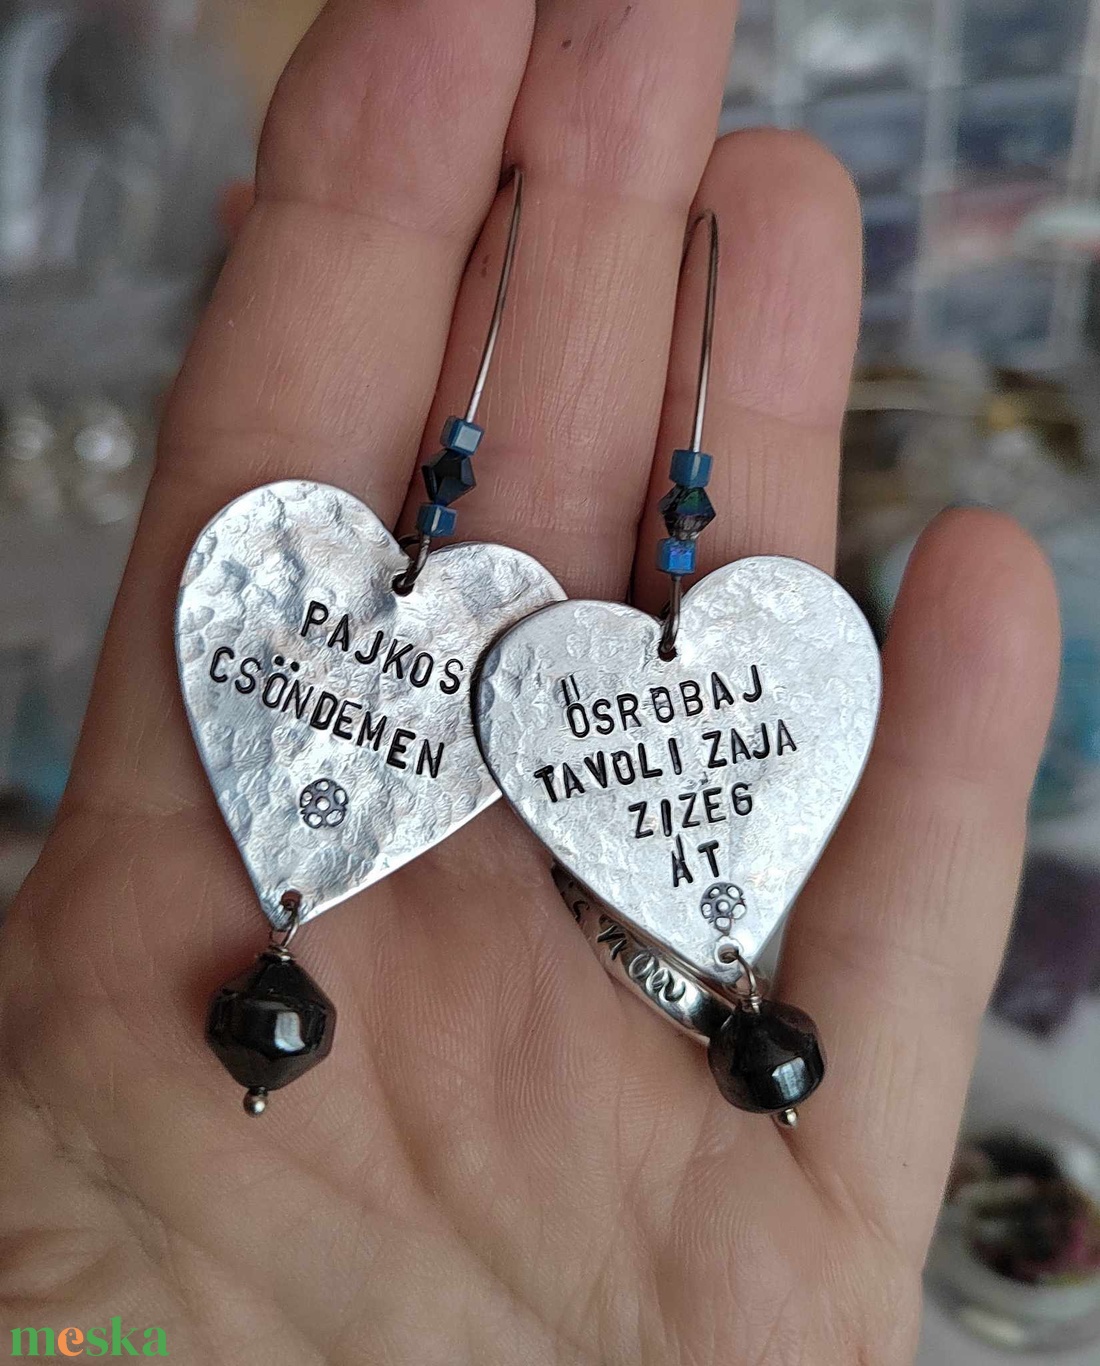 PAJKOS
CSÖNDEMEN
ŐSROBAJ
TAVOLI ZAJA
ZIZEG
ÁT
meska